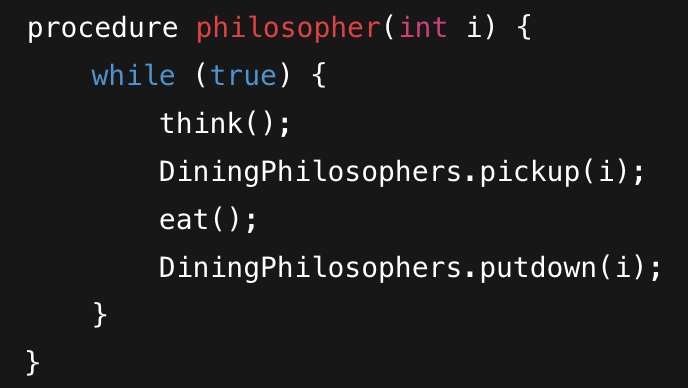 procedure philosopher(int i) {
    while (true) {
        think();
        DiningPhilosophers.pickup(i);
        eat();
        DiningPhilosophers.putdown(i);
    }
}